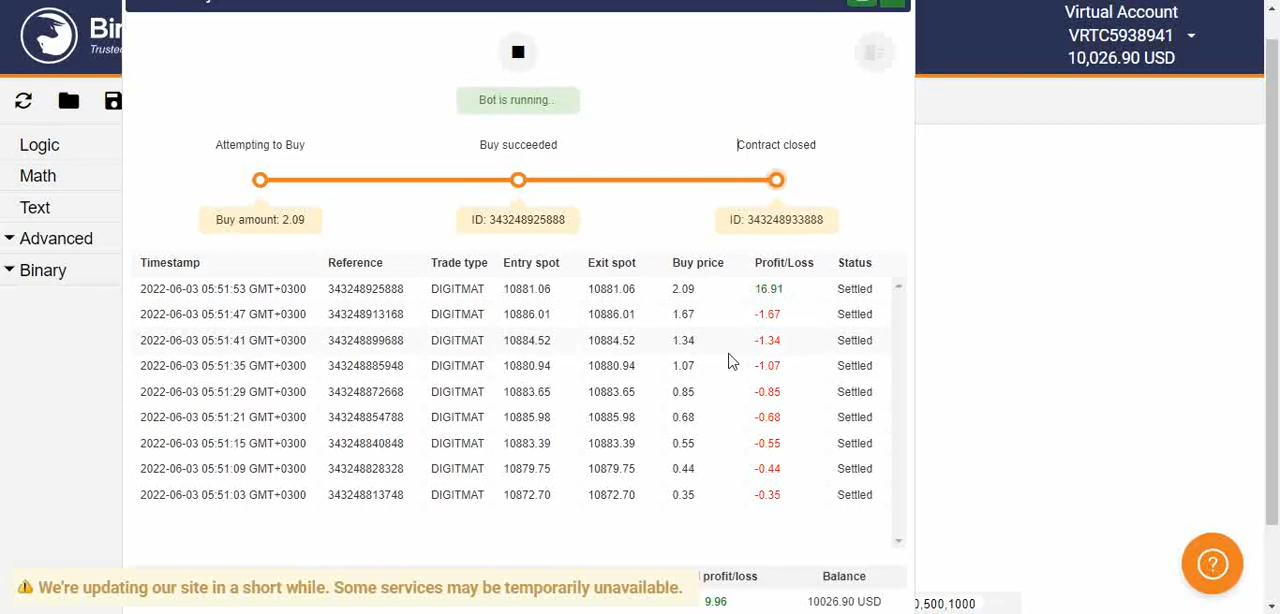 Bin
Trusted
Virtual Account
VRTC5938941
10,026.90 USD
Bot is running..
Logic
Math
Text
Advanced
Binary
Attempting to Buy
Buy succeeded
Contract closed
Buy amount: 2.09
ID: 343248925888
ID: 343248933888
Timestamp Reference Trade type Entry spot Exit spot Buy price Profit/Loss Status
2022-06-03 05:51:53 GMT+0300 343248925888 DIGITMAT 10881.06 10881.06 2.09 16.91 Settled
2022-06-03 05:51:47 GMT+0300 343248913168 DIGITMAT 10886.01 10886.01 1.67 -1.67 Settled
2022-06-03 05:51:41 GMT+0300 343248899688 DIGITMAT 10884.52 10884.52 1.34 -1.34 Settled
2022-06-03 05:51:35 GMT+0300 343248885948 DIGITMAT 10880.94 10880.94 1.07 -1.07 Settled
2022-06-03 05:51:29 GMT+0300 343248872668 DIGITMAT 10883.65 10883.65 0.85 -0.85 Settled
2022-06-03 05:51:21 GMT+0300 343248854788 DIGITMAT 10885.98 10885.98 0.68 -0.68 Settled
2022-06-03 05:51:15 GMT+0300 343248840848 DIGITMAT 10883.39 10883.39 0.55 -0.55 Settled
2022-06-03 05:51:09 GMT+0300 343248828328 DIGITMAT 10879.75 10879.75 0.44 -0.44 Settled
2022-06-03 05:51:03 GMT+0300 343248813748 DIGITMAT 10872.70 10872.70 0.35 -0.35 Settled
We're updating our site in a short while. Some services may be temporarily unavailable.
profit/loss Balance
9.96 10026.90 USD
0,500,1000
?